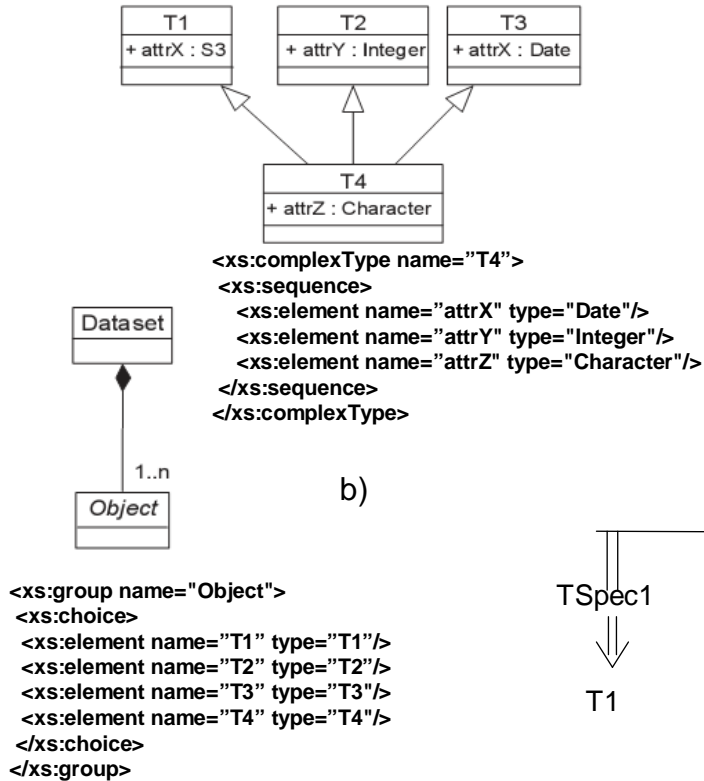 T1
+ attrX : S3
T2
+ attrY : Integer
T3
+ attrX : Date
T4
+ attrZ : Character
<xs:complexType name=”T4”>
<xs:sequence>
<xs:element name=”attrX" type="Date"/>
<xs:element name=”attrY" type="Integer"/>
<xs:element name=”attrZ" type="Character"/>
</xs:sequence>
</xs:complexType>
Dataset
1..n
Object
b)
<xs:group name="Object">
<xs:choice>
<xs:element name=”T1” type=”T1”/>
<xs:element name=”T2” type=”T2”/>
<xs:element name=”T3” type=”T3"/>
<xs:element name=”T4” type=”T4"/>
</xs:choice>
</xs:group>
TSpec1
T1